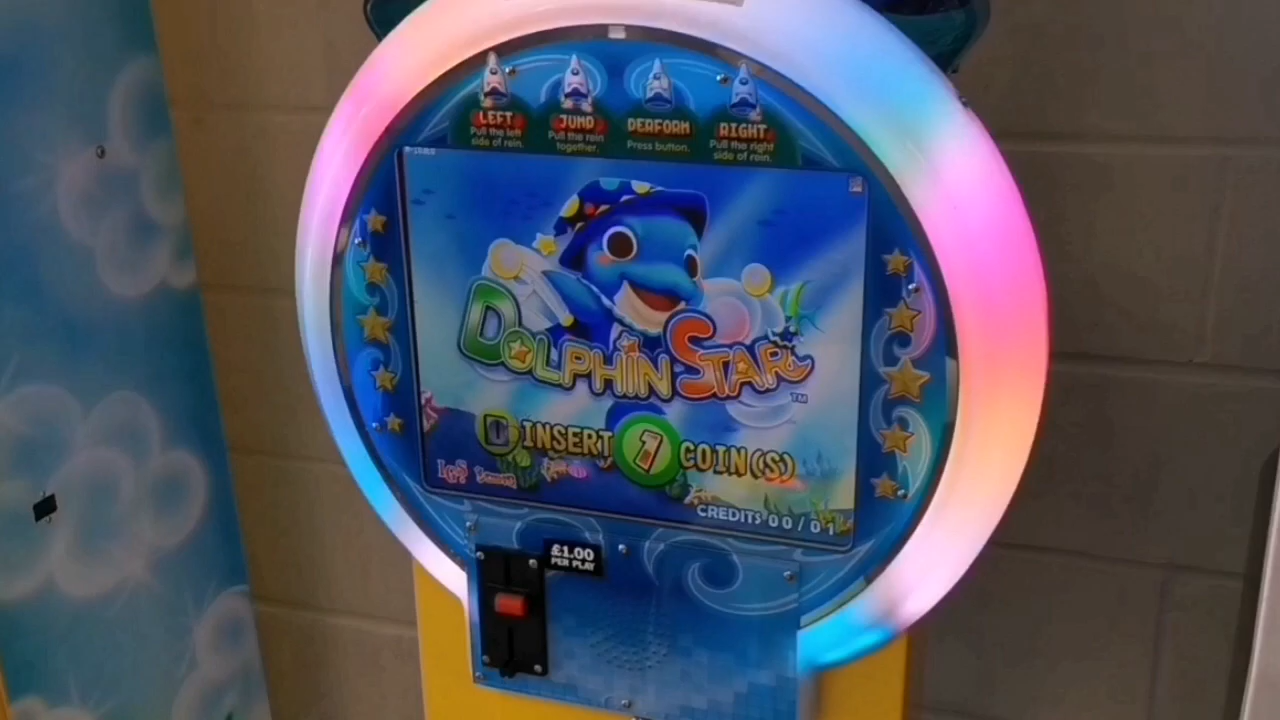 LEFT
Pull the left
side of rein.
JUMP
Pull the rein
together.
PERFORM
Press button.
RIGHT
Pull the right
side of rein.
DOLPHIN STAR
TM
INSERT 1 COIN(S)
IGS
CREDITS 00/01
£1.00
PER PLAY